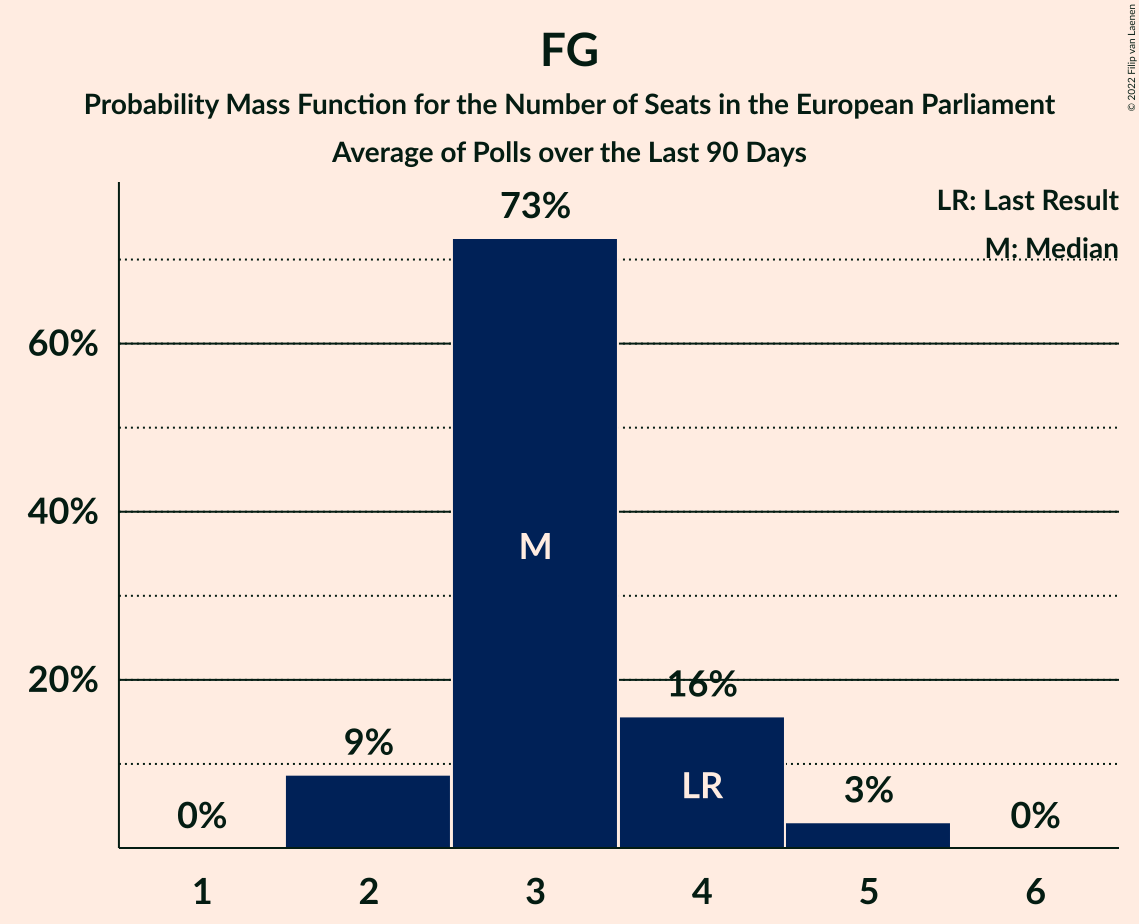 FG
Probability Mass Function for the Number of Seats in the European Parliament
Average of Polls over the Last 90 Days
© 2022 Filip van Laenen
LR: Last Result
M: Median
73%
60%
40%
M
20%
16%
9%
LR
3%
0%
0%
1 2 3 4 5 6